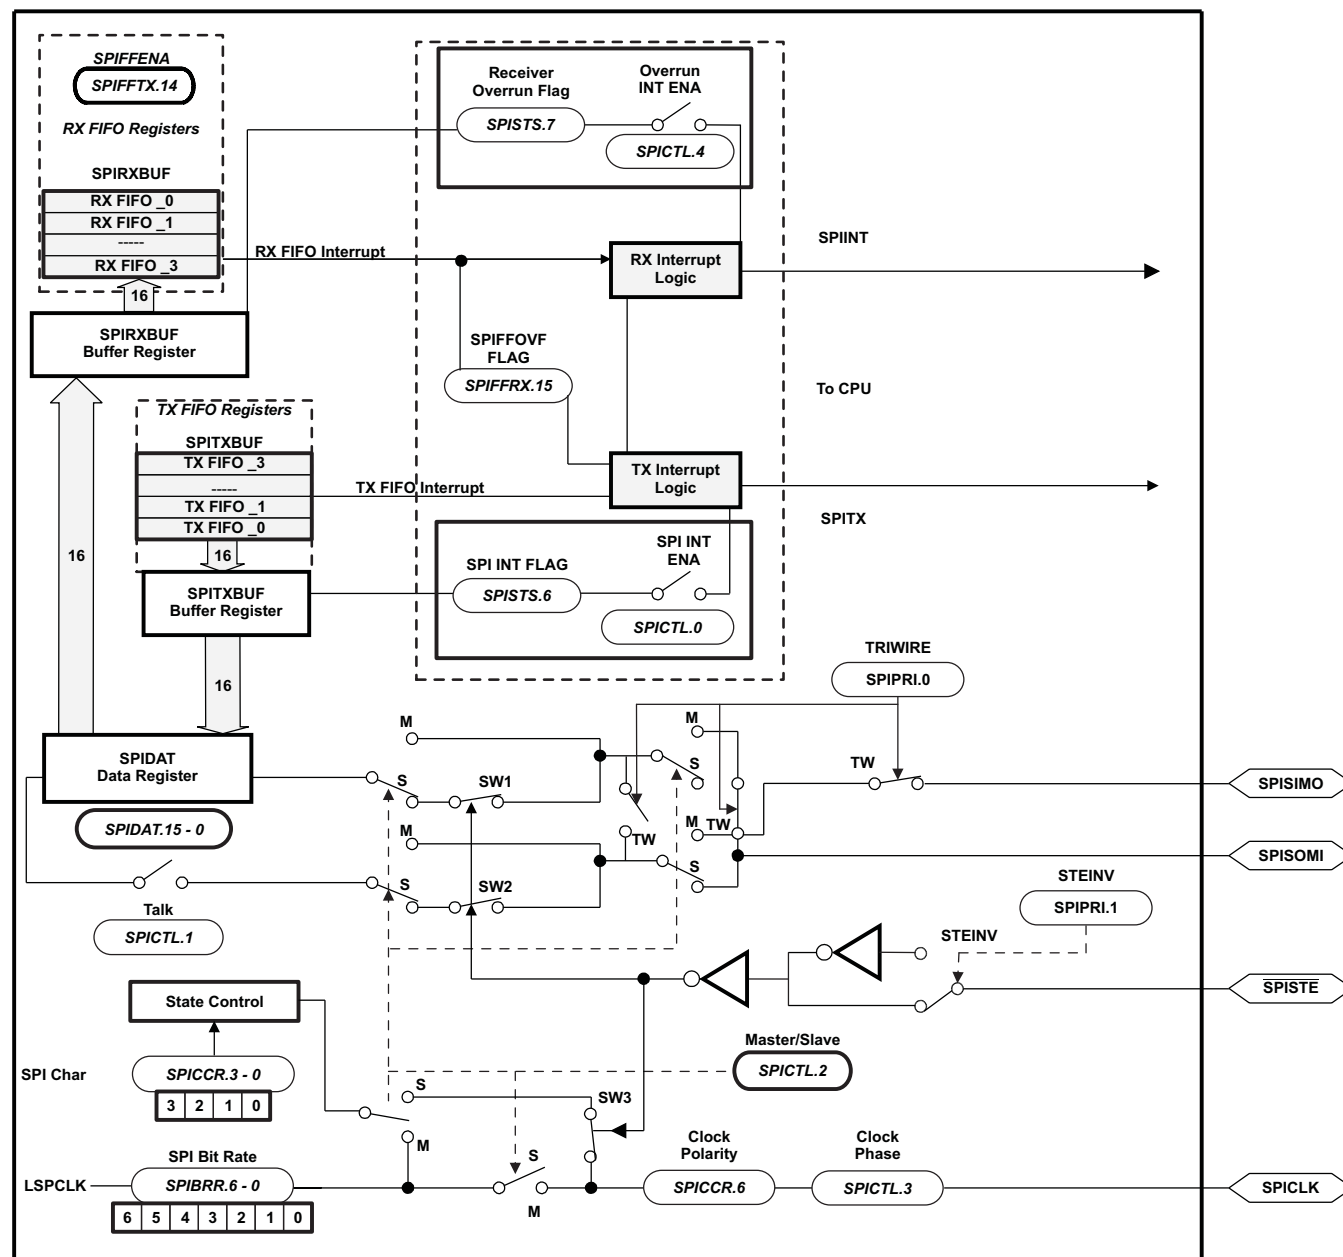 SPIFFENA
SPIFFTX.14
RX FIFO Registers
SPIRXBUF
RX FIFO _0
RX FIFO _1
-----
RX FIFO _3
16
SPIRXBUF
Buffer Register
Receiver
Overrun Flag
SPISTS.7
Overrun
INT ENA
SPICTL.4
RX FIFO Interrupt
RX Interrupt
Logic
SPIINT
SPIFFOVF
FLAG
SPIFFRX.15
To CPU
TX FIFO Registers
SPITXBUF
TX FIFO _3
-----
TX FIFO _1
TX FIFO _0
16
TX FIFO Interrupt
TX Interrupt
Logic
SPITX
16
SPITXBUF
Buffer Register
SPI INT FLAG
SPISTS.6
SPI INT
ENA
SPICTL.0
16
TRIWIRE
SPIPRI.0
SPIDAT
Data Register
SPIDAT.15 - 0
M
S
SW1
M
S
TW
M
TW
TW
SPISIMO
M
S
SW2
S
SPISOMI
Talk
SPICTL.1
STEINV
SPIPRI.1
STEINV
SPISTE
State Control
Master/Slave
SPICTL.2
SPI Char
SPICCR.3 - 0
3 2 1 0
S
M
SW3
SPI Bit Rate
LSPCLK
SPIBRR.6 - 0
6 5 4 3 2 1 0
S
M
Clock
Polarity
SPICCR.6
Clock
Phase
SPICTL.3
SPICLK